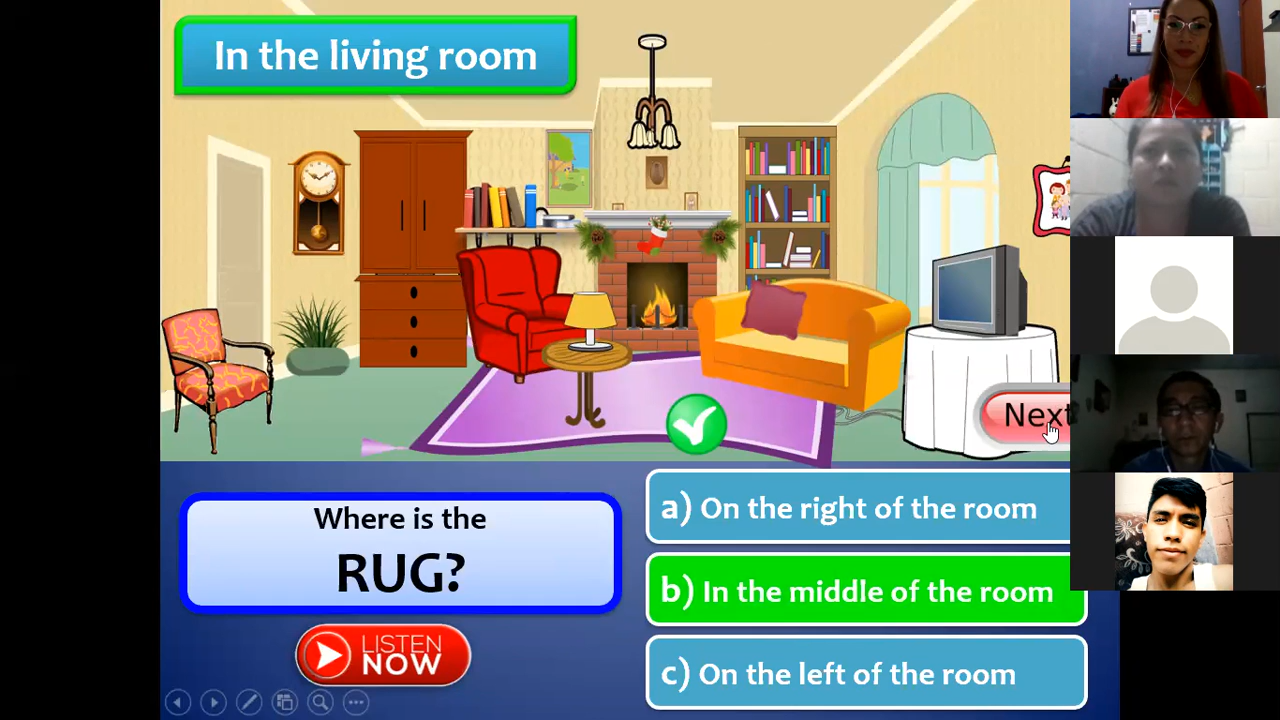 In the living room
Next
Where is the
RUG?
LISTEN
NOW
a) On the right of the room
b) In the middle of the room
c) On the left of the room